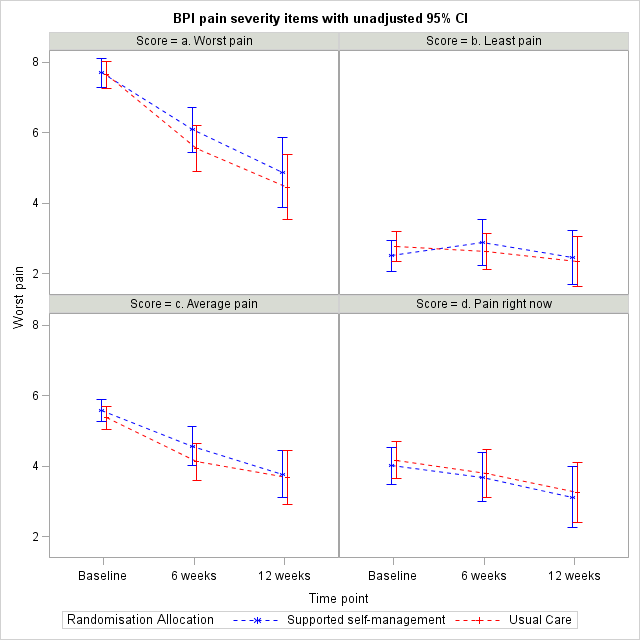 BPI pain severity items with unadjusted 95% CI
Score = a. Worst pain
Score = b. Least pain
8
6
4
2
Worst pain
Score = c. Average pain
Score = d. Pain right now
8
6
4
2
Baseline 6 weeks 12 weeks
Baseline 6 weeks 12 weeks
Time point
Randomisation Allocation Supported self-management Usual Care